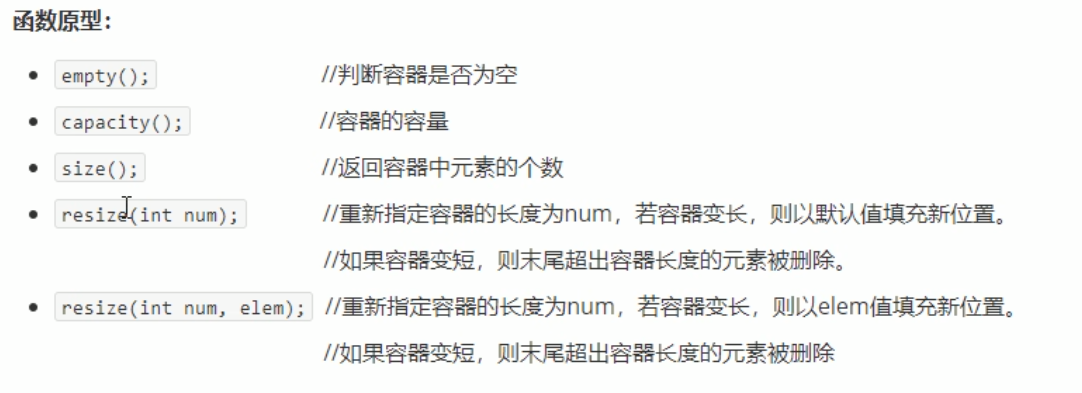 函数原型：
empty(); //判断容器是否为空
capacity(); //容器的容量
size(); //返回容器中元素的个数
resize(int num); //重新指定容器的长度为num，若容器变长，则以默认值填充新位置。
//如果容器变短，则末尾超出容器长度的元素被删除。
resize(int num, elem); //重新指定容器的长度为num，若容器变长，则以elem值填充新位置。
//如果容器变短，则末尾超出容器长度的元素被删除